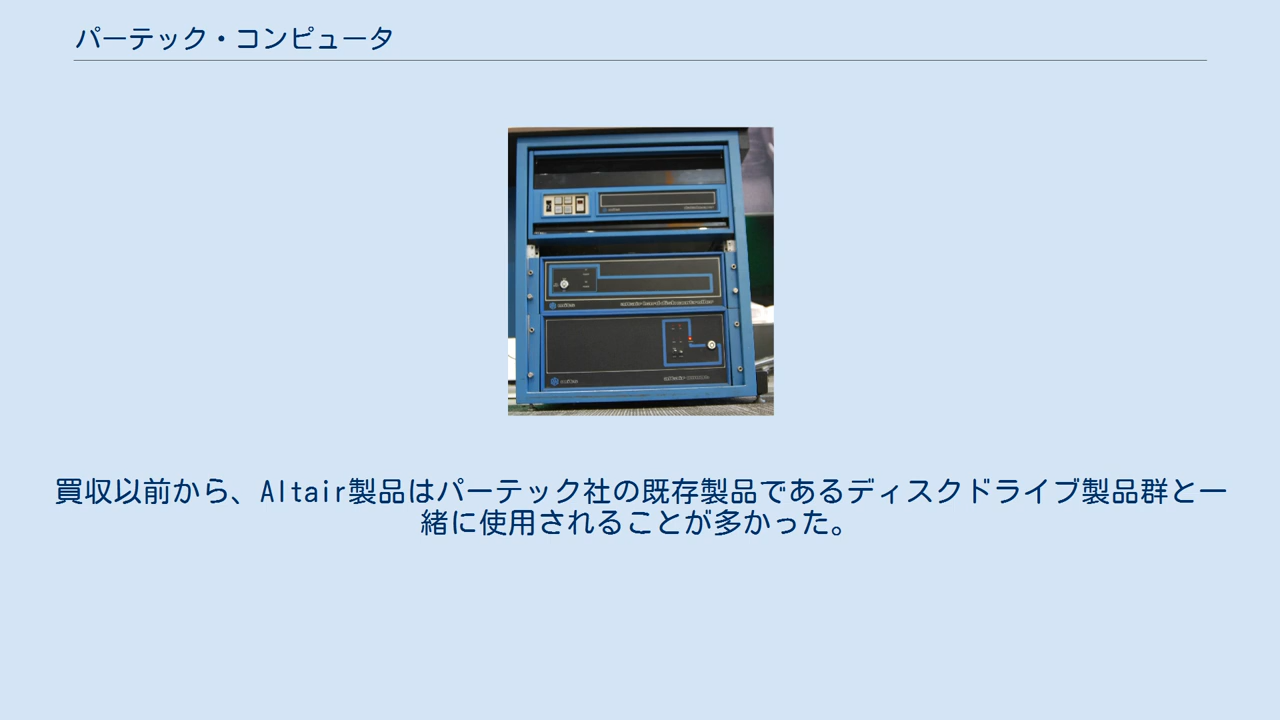 パーテック・コンピュータ
買収以前から、Altair製品はパーテック社の既存製品であるディスクドライブ製品群と一
緒に使用されることが多かった。